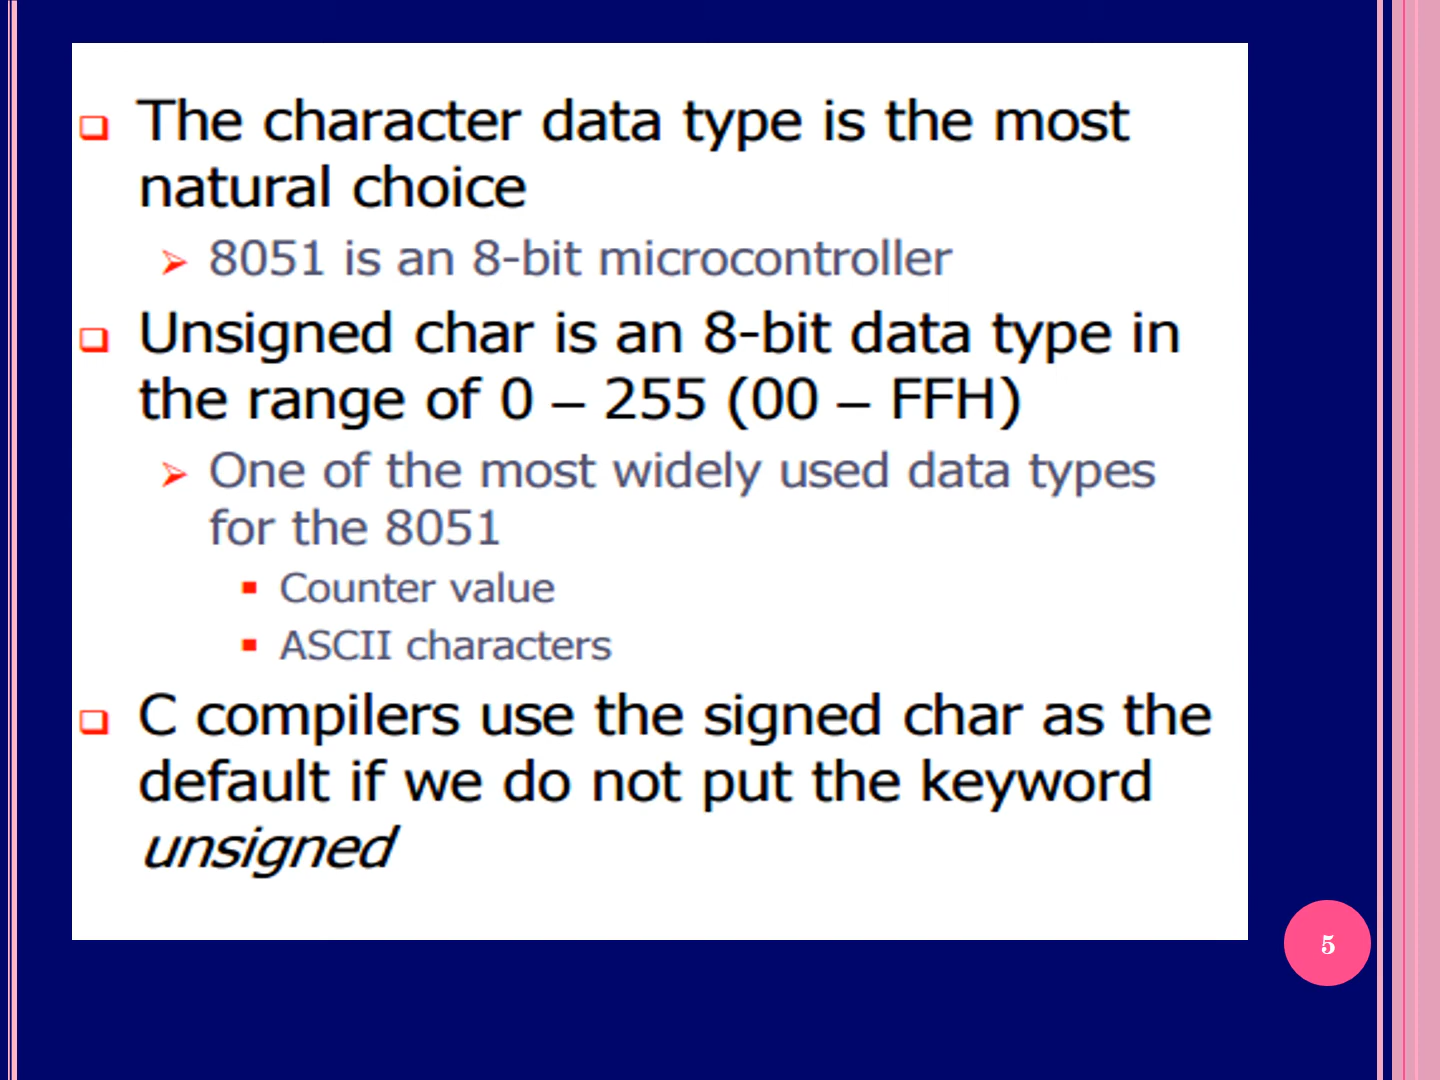 The character data type is the most
natural choice
8051 is an 8-bit microcontroller
Unsigned char is an 8-bit data type in
the range of 0 – 255 (00 – FFH)
One of the most widely used data types
for the 8051
Counter value
ASCII characters
C compilers use the signed char as the
default if we do not put the keyword
unsigned
5